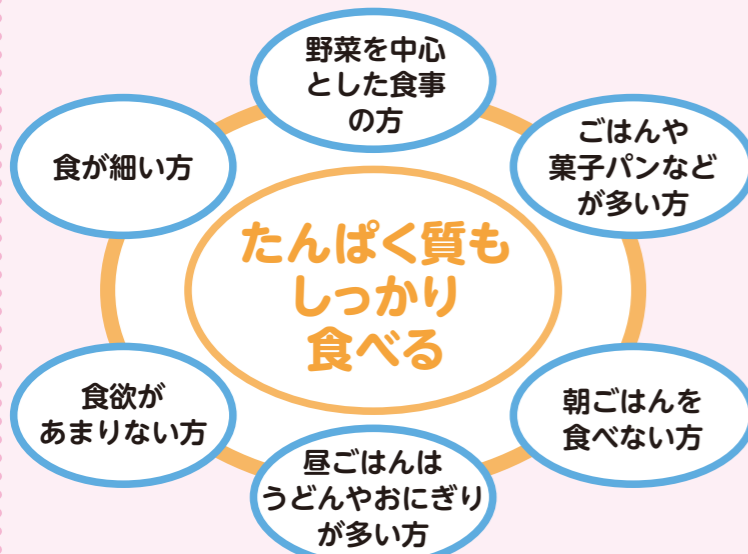 野菜を中心
とした食事
の方
食が細い方
ごはんや
菓子パンなど
が多い方
たんぱく質も
しっかり
食べる
食欲が
あまりない方
朝ごはんを
食べない方
昼ごはんは
うどんやおにぎり
が多い方